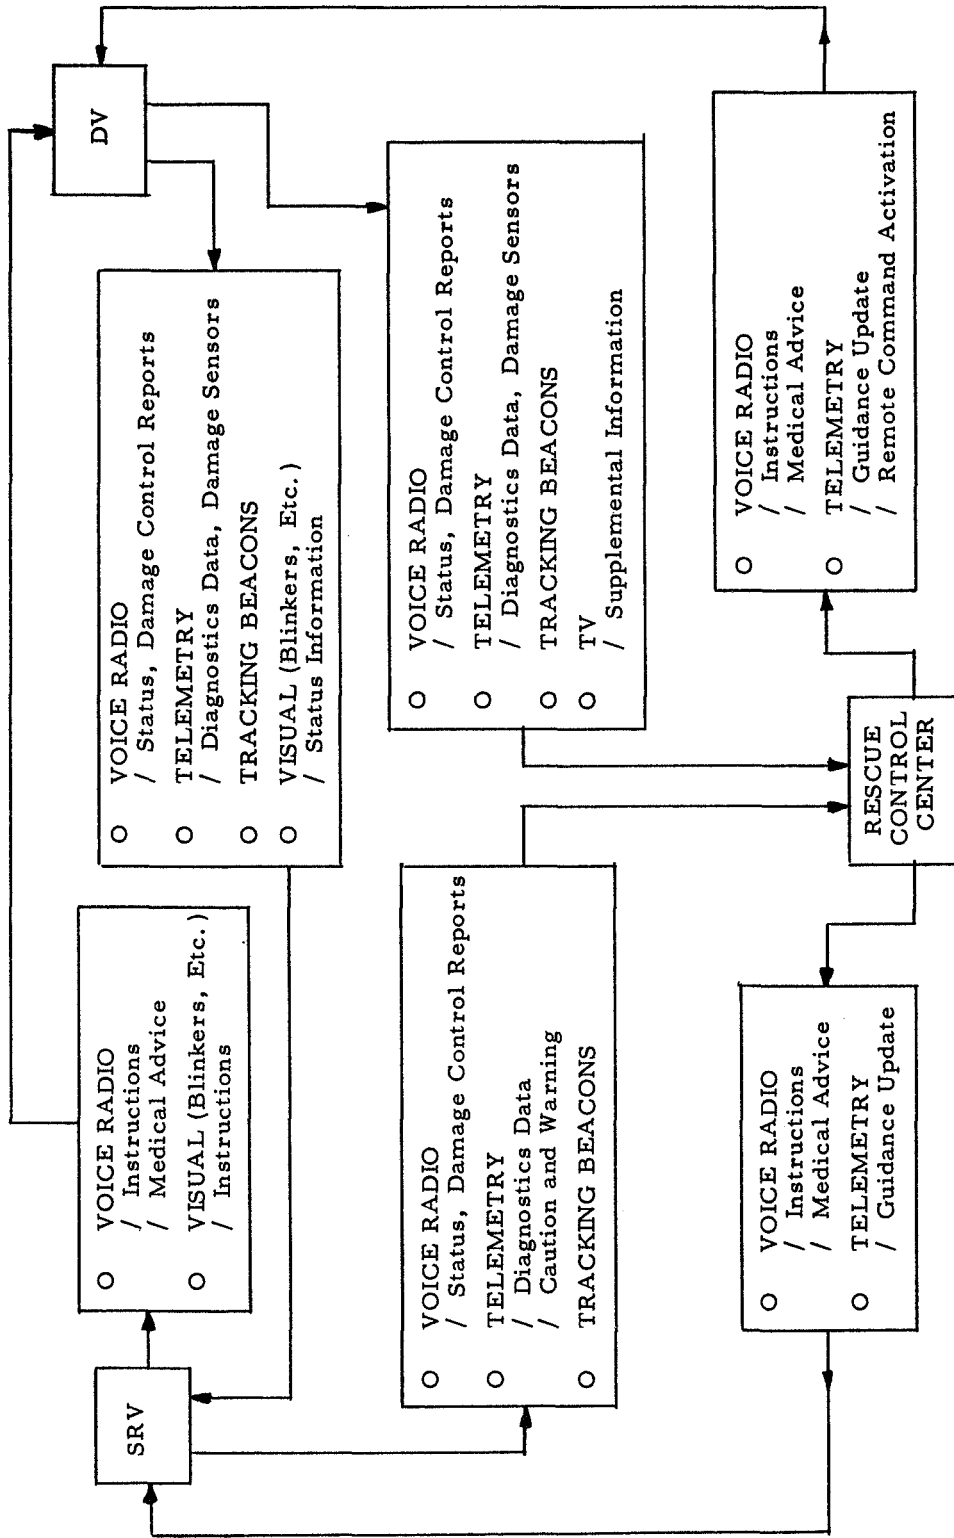 SRV
O VOICE RADIO
/ Instructions
/ Medical Advice
O VISUAL (Blinkers, Etc.)
/ Instructions
DV
O VOICE RADIO
/ Status, Damage Control Reports
O TELEMETRY
/ Diagnostics Data, Damage Sensors
O TRACKING BEACONS
O VISUAL (Blinkers, Etc.)
/ Status Information
O VOICE RADIO
/ Status, Damage Control Reports
O TELEMETRY
/ Diagnostics Data
/ Caution and Warning
O TRACKING BEACONS
O VOICE RADIO
/ Status, Damage Control Reports
O TELEMETRY
/ Diagnostics Data, Damage Sensors
O TRACKING BEACONS
O TV
/ Supplemental Information
O VOICE RADIO
/ Instructions
/ Medical Advice
O TELEMETRY
/ Guidance Update
RESCUE
CONTROL
CENTER
O VOICE RADIO
/ Instructions
/ Medical Advice
O TELEMETRY
/ Guidance Update
/ Remote Command Activation